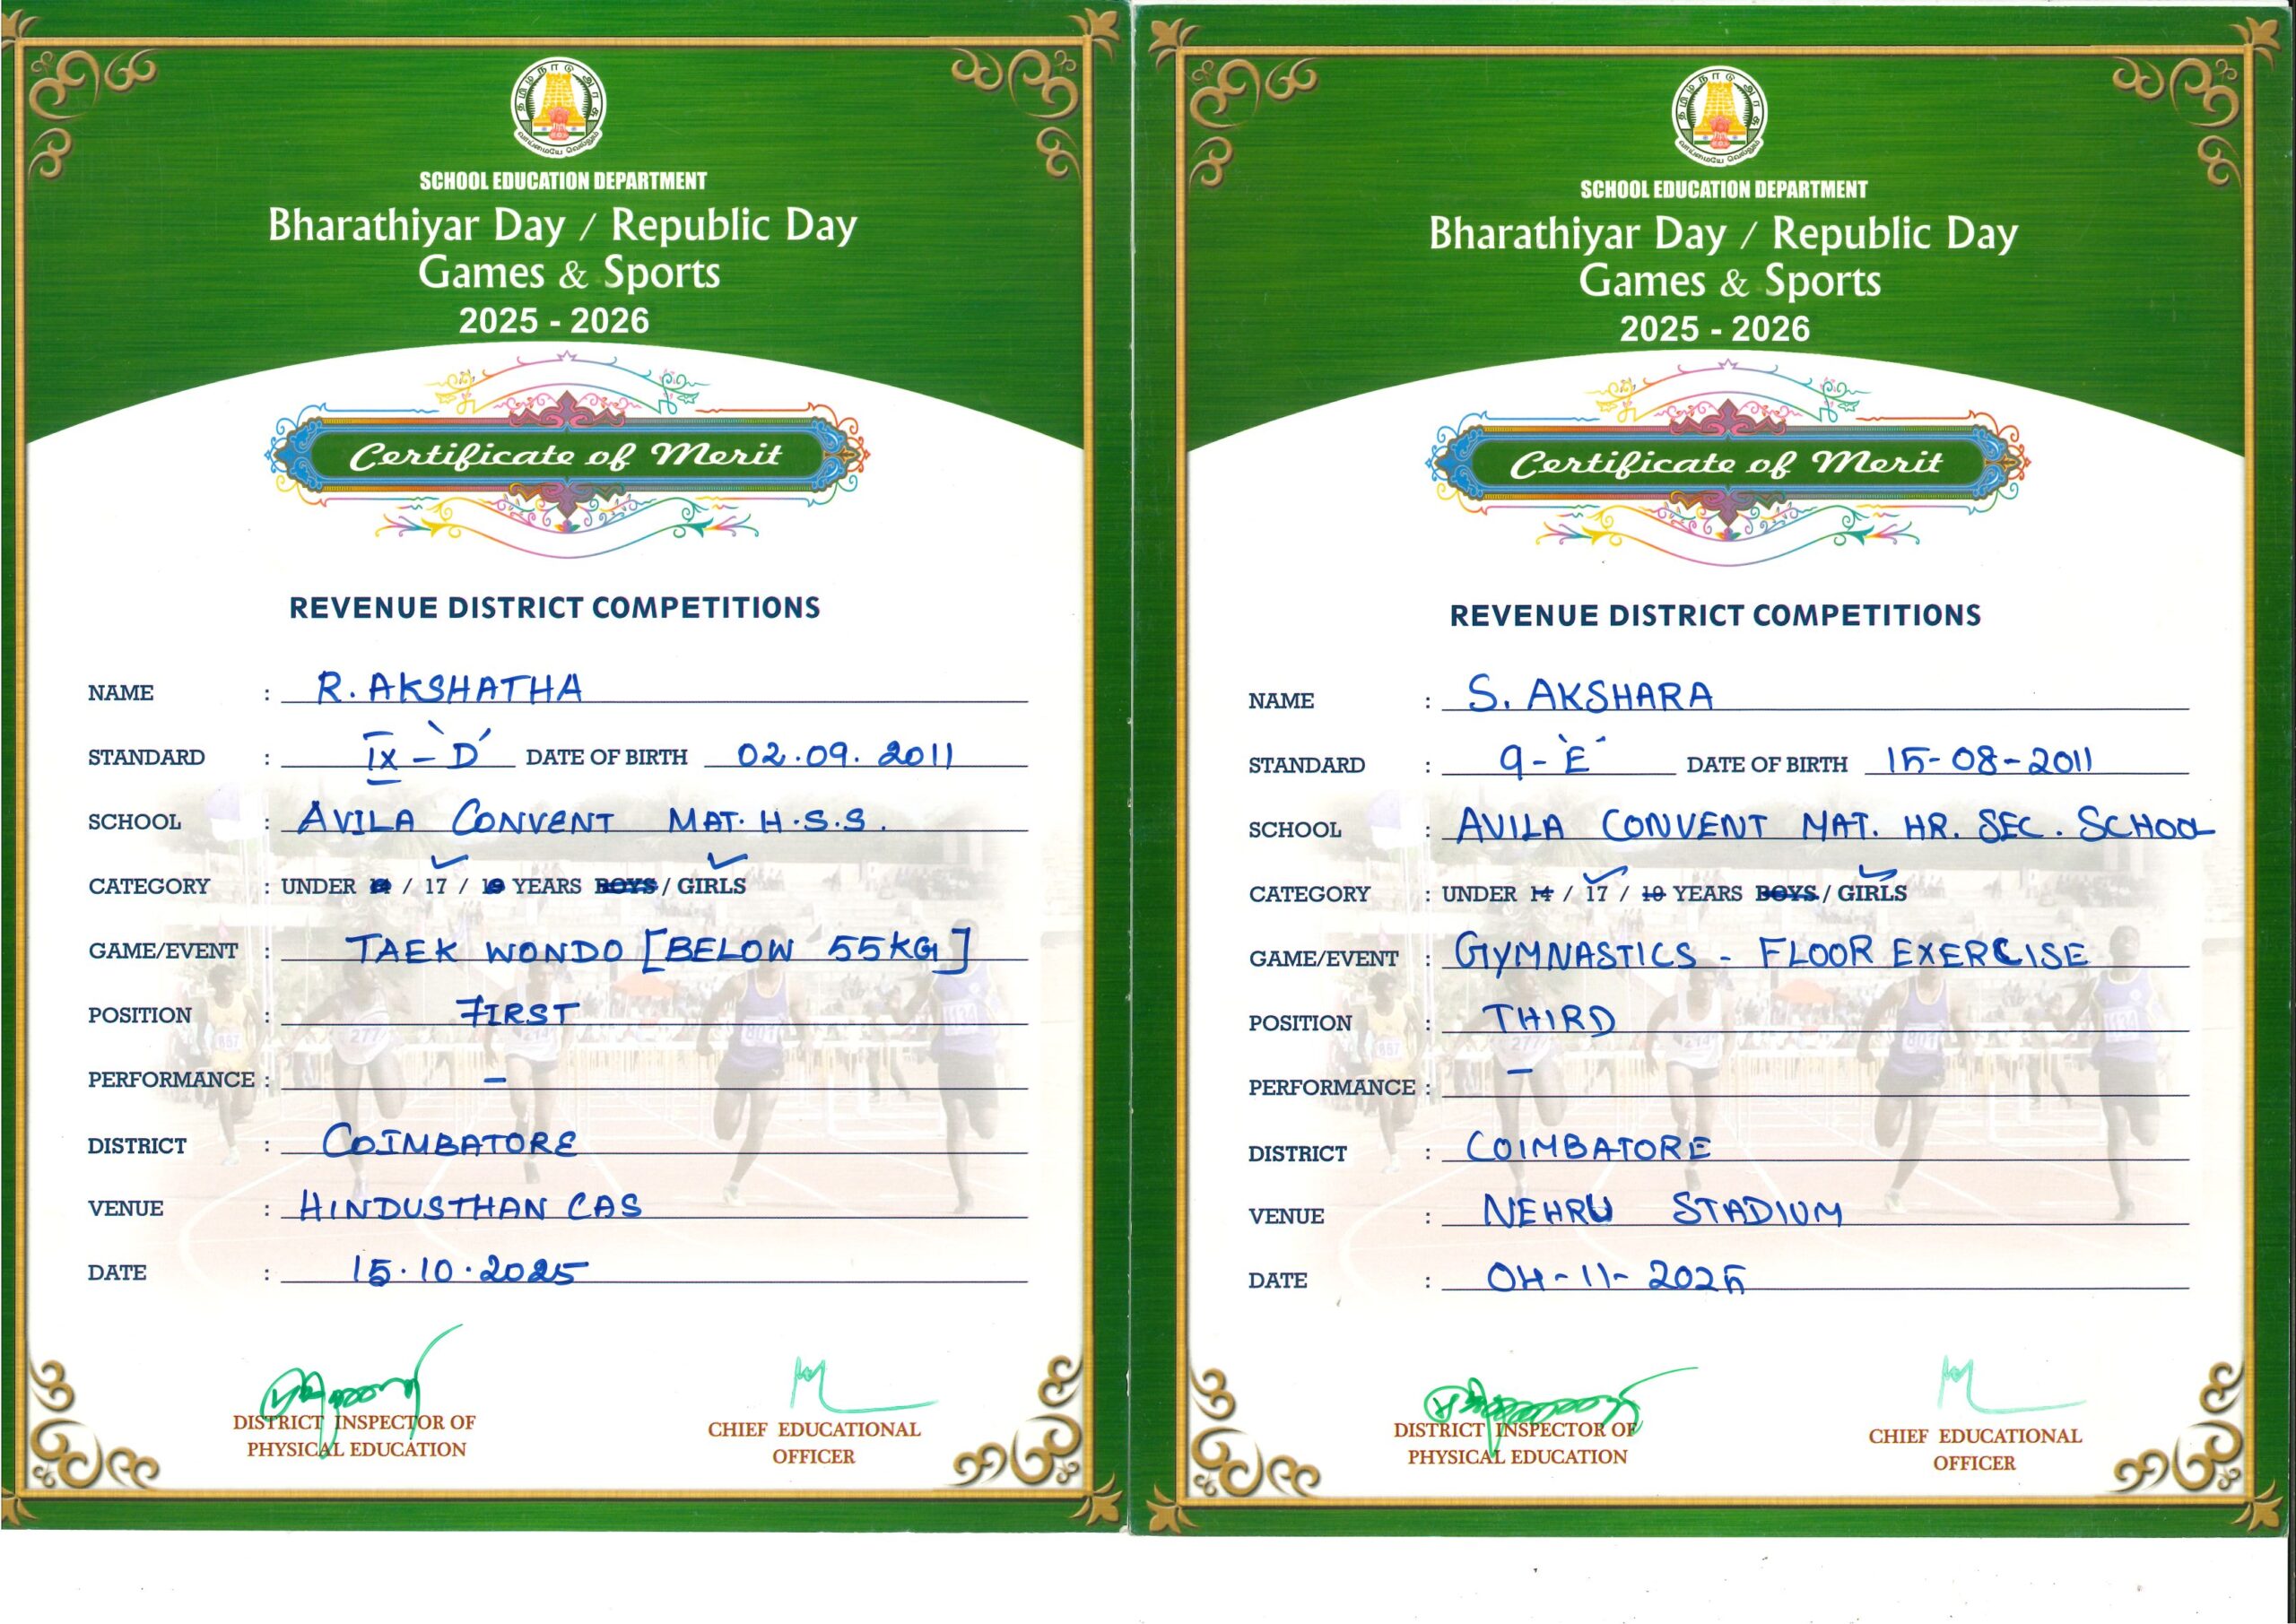 தமிழ்நாடு அரசு
வாய்மையே வெல்லும்
SCHOOL EDUCATION DEPARTMENT
Bharathiyar Day / Republic Day
Games & Sports
2025 - 2026
Certificate of Merit
REVENUE DISTRICT COMPETITIONS
NAME : R. AKSHATHA
STANDARD : IX - 'D' DATE OF BIRTH 02.09.2011
SCHOOL : AVILA CONVENT MAT. H.S.S.
CATEGORY : UNDER 14 / 17 / 19 YEARS BOYS / GIRLS
GAME/EVENT : TAEK WONDO [BELOW 55KG]
POSITION : FIRST
PERFORMANCE : –
DISTRICT : COIMBATORE
VENUE : HINDUSTHAN CAS
DATE : 15.10.2025
DISTRICT INSPECTOR OF
PHYSICAL EDUCATION
CHIEF EDUCATIONAL
OFFICER
தமிழ்நாடு அரசு
வாய்மையே வெல்லும்
SCHOOL EDUCATION DEPARTMENT
Bharathiyar Day / Republic Day
Games & Sports
2025 - 2026
Certificate of Merit
REVENUE DISTRICT COMPETITIONS
NAME : S. AKSHARA
STANDARD : 9 - 'E' DATE OF BIRTH 15-08-2011
SCHOOL : AVILA CONVENT MAT. HR. SEC. SCHOOL
CATEGORY : UNDER 14 / 17 / 19 YEARS BOYS / GIRLS
GAME/EVENT : GYMNASTICS - FLOOR EXERCISE
POSITION : THIRD
PERFORMANCE : –
DISTRICT : COIMBATORE
VENUE : NEHRU STADIUM
DATE : 04-11-2025
DISTRICT INSPECTOR OF
PHYSICAL EDUCATION
CHIEF EDUCATIONAL
OFFICER